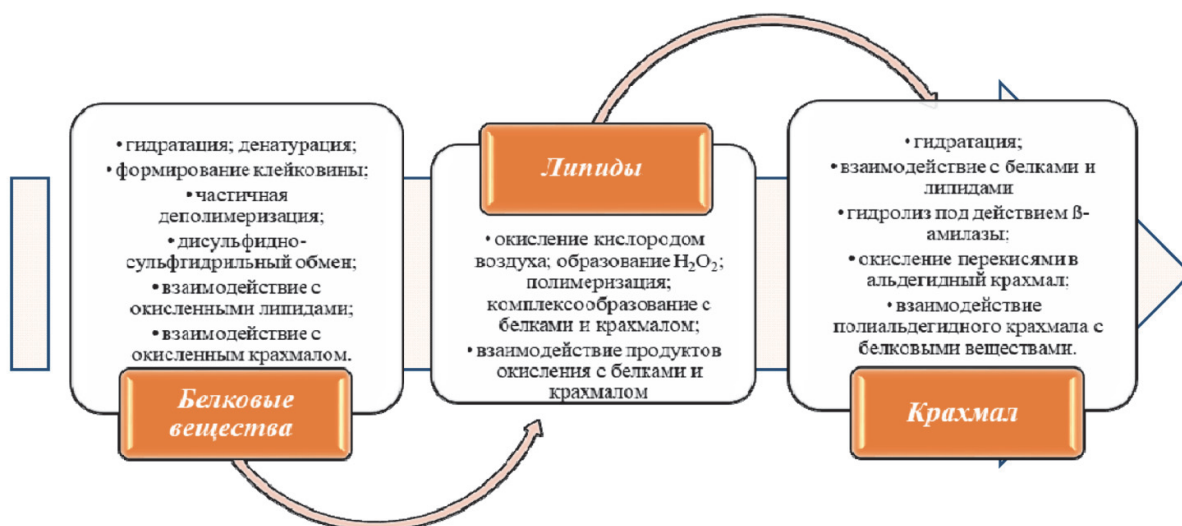 • гидратация; денатурация;
• формирование клейковины;
• частичная
деполимеризация;
• дисульфидно-
сульфгидрильный обмен;
• взаимодействие с
окисленными липидами;
• взаимодействие с
окисленным крахмалом.
Белковые
вещества
Липиды
• окисление кислородом
воздуха; образование H₂O₂;
полимеризация;
комплексообразование с
белками и крахмалом;
• взаимодействие продуктов
окисления с белками и
крахмалом
• гидратация;
• взаимодействие с белками и
липидами
• гидролиз под действием ß-
амилазы;
• окисление перекисями в
альдегидный крахмал;
• взаимодействие
полиальдегидного крахмала с
белковыми веществами.
Крахмал